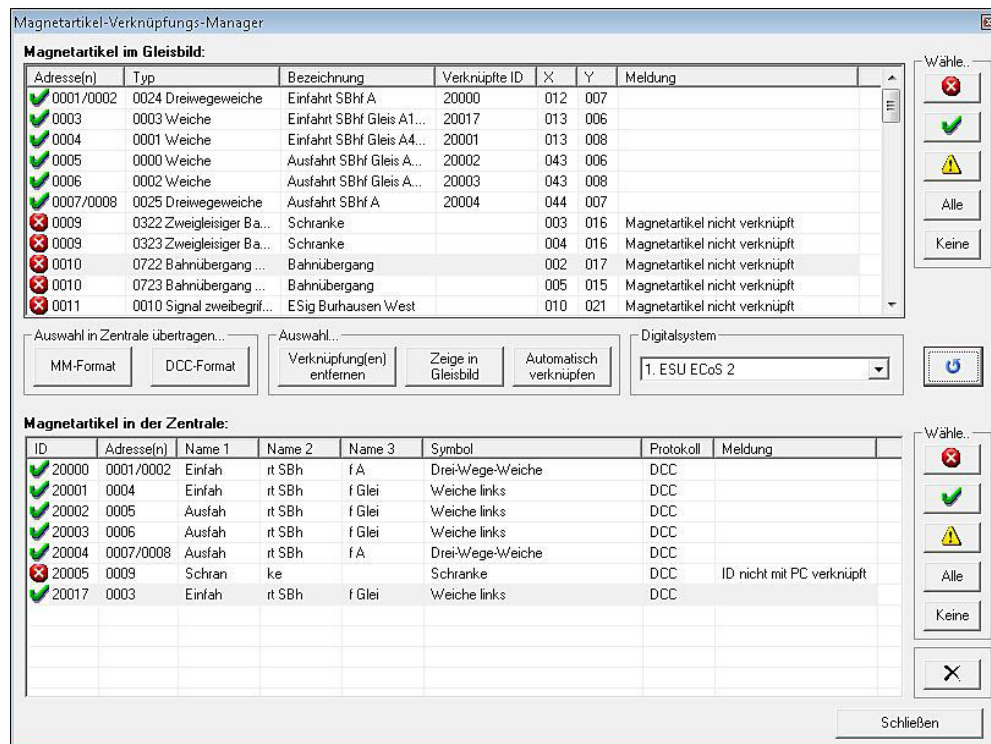 Magnetartikel-Verknüpfungs-Manager
Magnetartikel im Gleisbild:
Adresse(n) Typ Bezeichnung Verknüpfte ID X Y Meldung
0001/0002 0024 Dreiwegeweiche Einfahrt SBhf A 20000 012 007
0003 0003 Weiche Einfahrt SBhf Gleis A1... 20017 013 006
0004 0001 Weiche Einfahrt SBhf Gleis A4... 20001 013 008
0005 0000 Weiche Ausfahrt SBhf Gleis A... 20002 043 006
0006 0002 Weiche Ausfahrt SBhf Gleis A... 20003 043 008
0007/0008 0025 Dreiwegeweiche Ausfahrt SBhf A 20004 044 007
0009 0322 Zweigleisiger Ba... Schranke 003 016 Magnetartikel nicht verknüpft
0009 0323 Zweigleisiger Ba... Schranke 004 016 Magnetartikel nicht verknüpft
0010 0722 Bahnübergang ... Bahnübergang 002 017 Magnetartikel nicht verknüpft
0010 0723 Bahnübergang ... Bahnübergang 005 015 Magnetartikel nicht verknüpft
0011 0010 Signal zweibegrif... ESig Burhausen West 010 021 Magnetartikel nicht verknüpft
Wähle..
Alle
Keine
Auswahl in Zentrale übertragen...
MM-Format DCC-Format
Auswahl...
Verknüpfung(en) entfernen
Zeige in Gleisbild
Automatisch verknüpfen
Digitalsystem
1. ESU ECoS 2
Magnetartikel in der Zentrale:
ID Adresse(n) Name 1 Name 2 Name 3 Symbol Protokoll Meldung
20000 0001/0002 Einfah rt SBh f A Drei-Wege-Weiche DCC
20001 0004 Einfah rt SBh f Glei Weiche links DCC
20002 0005 Ausfah rt SBh f Glei Weiche links DCC
20003 0006 Ausfah rt SBh f Glei Weiche links DCC
20004 0007/0008 Ausfah rt SBh f A Drei-Wege-Weiche DCC
20005 0009 Schran ke Schranke DCC ID nicht mit PC verknüpft
20017 0003 Einfah rt SBh f Glei Weiche links DCC
Wähle..
Alle
Keine
Schließen